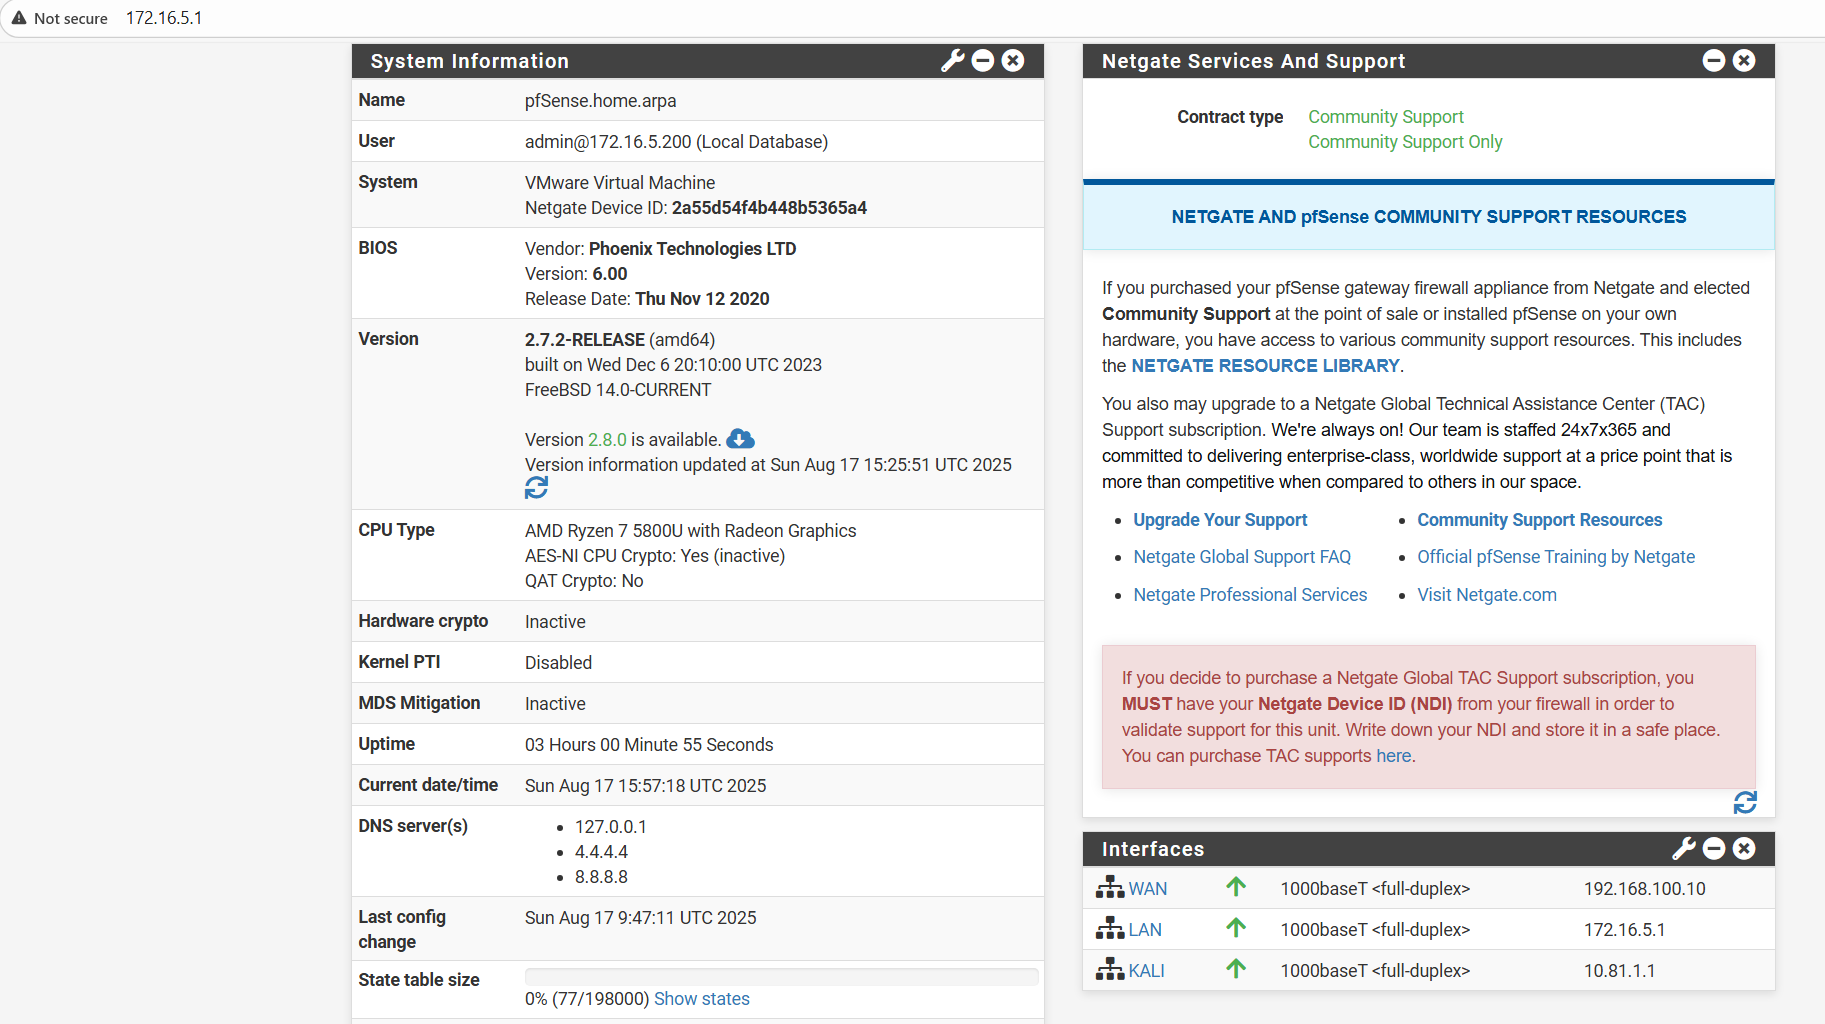 Not secure 172.16.5.1
System Information
Name pfSense.home.arpa
User admin@172.16.5.200 (Local Database)
System VMware Virtual Machine
Netgate Device ID: 2a55d54f4b448b5365a4
BIOS Vendor: Phoenix Technologies LTD
Version: 6.00
Release Date: Thu Nov 12 2020
Version 2.7.2-RELEASE (amd64)
built on Wed Dec 6 20:10:00 UTC 2023
FreeBSD 14.0-CURRENT
Version 2.8.0 is available.
Version information updated at Sun Aug 17 15:25:51 UTC 2025
CPU Type AMD Ryzen 7 5800U with Radeon Graphics
AES-NI CPU Crypto: Yes (inactive)
QAT Crypto: No
Hardware crypto Inactive
Kernel PTI Disabled
MDS Mitigation Inactive
Uptime 03 Hours 00 Minute 55 Seconds
Current date/time Sun Aug 17 15:57:18 UTC 2025
DNS server(s) • 127.0.0.1
• 4.4.4.4
• 8.8.8.8
Last config Sun Aug 17 9:47:11 UTC 2025
change
State table size
0% (77/198000) Show states
Netgate Services And Support
Contract type Community Support
Community Support Only
NETGATE AND pfSense COMMUNITY SUPPORT RESOURCES
If you purchased your pfSense gateway firewall appliance from Netgate and elected
Community Support at the point of sale or installed pfSense on your own
hardware, you have access to various community support resources. This includes
the NETGATE RESOURCE LIBRARY.
You also may upgrade to a Netgate Global Technical Assistance Center (TAC)
Support subscription. We're always on! Our team is staffed 24x7x365 and
committed to delivering enterprise-class, worldwide support at a price point that is
more than competitive when compared to others in our space.
• Upgrade Your Support • Community Support Resources
• Netgate Global Support FAQ • Official pfSense Training by Netgate
• Netgate Professional Services • Visit Netgate.com
If you decide to purchase a Netgate Global TAC Support subscription, you
MUST have your Netgate Device ID (NDI) from your firewall in order to
validate support for this unit. Write down your NDI and store it in a safe place.
You can purchase TAC supports here.
Interfaces
WAN 1000baseT <full-duplex> 192.168.100.10
LAN 1000baseT <full-duplex> 172.16.5.1
KALI 1000baseT <full-duplex> 10.81.1.1